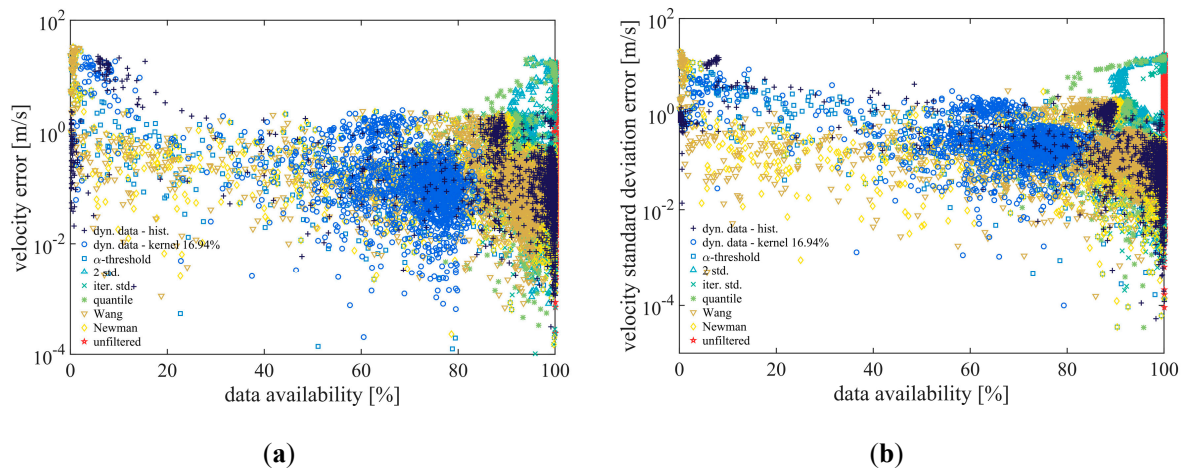 10^2
10^0
10^-2
10^-4
velocity error [m/s]
dyn. data - hist.
dyn. data - kernel 16.94%
α-threshold
2 std.
iter. std.
quantile
Wang
Newman
unfiltered
0 20 40 60 80 100
data availability [%]
(a)
10^2
10^0
10^-2
10^-4
velocity standard deviation error [m/s]
dyn. data - hist.
dyn. data - kernel 16.94%
α-threshold
2 std.
iter. std.
quantile
Wang
Newman
unfiltered
0 20 40 60 80 100
data availability [%]
(b)